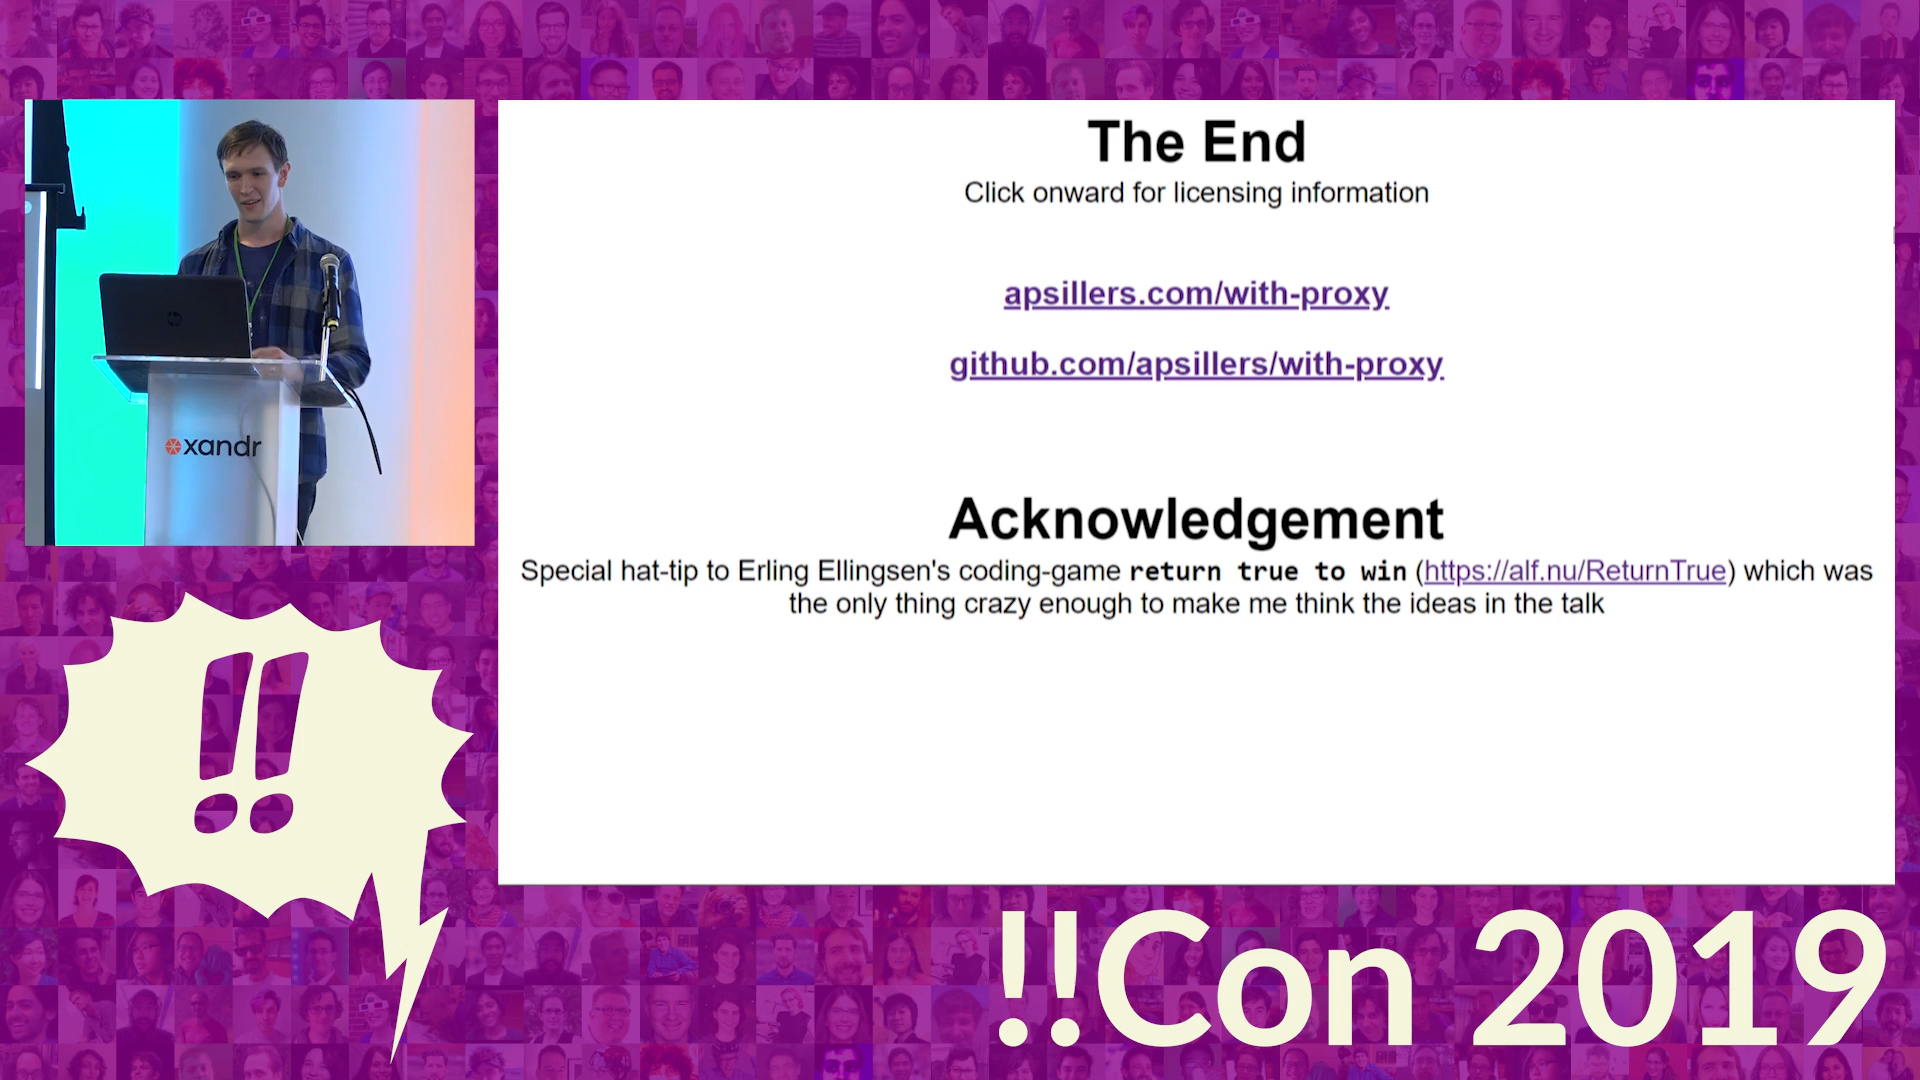 The End
Click onward for licensing information
apsillers.com/with-proxy
github.com/apsillers/with-proxy
xandr
Acknowledgement
Special hat-tip to Erling Ellingsen's coding-game return true to win (https://alf.nu/ReturnTrue) which was
the only thing crazy enough to make me think the ideas in the talk
!!
!!Con 2019